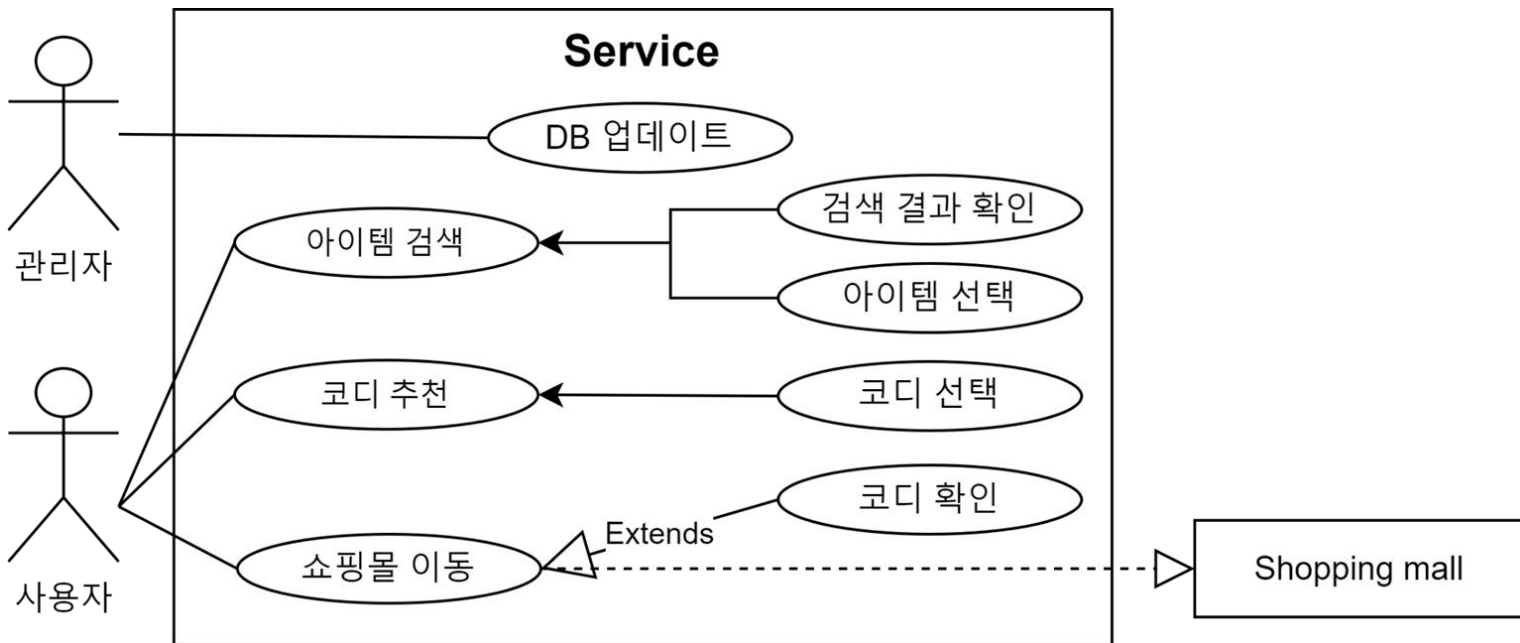 Service
DB 업데이트
검색 결과 확인
아이템 검색
관리자
아이템 선택
코디 추천
코디 선택
코디 확인
Extends
쇼핑몰 이동
Shopping mall
사용자